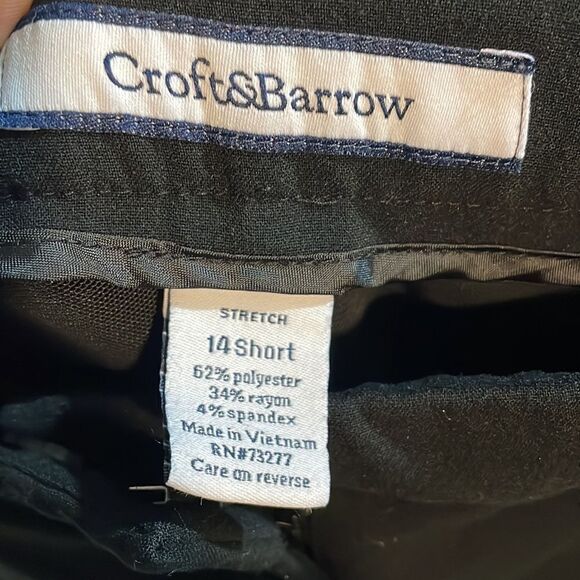 Croft&Barrow
STRETCH
14 Short
62% polyester
34% rayon
4% spandex
Made in Vietnam
RN#73277
Care on reverse